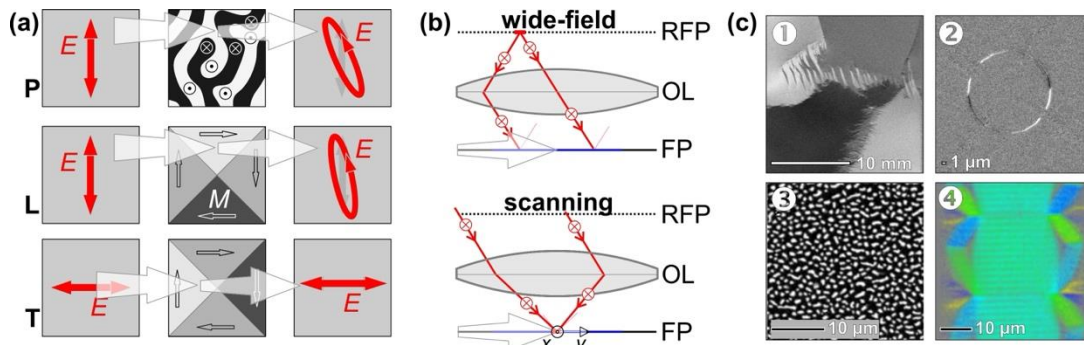 (a)
P
E
E
L
E
M
E
T
E
E
(b)
wide-field
RFP
OL
FP
scanning
RFP
OL
FP
(c)
1
10 mm
2
1 µm
3
10 µm
4
10 µm